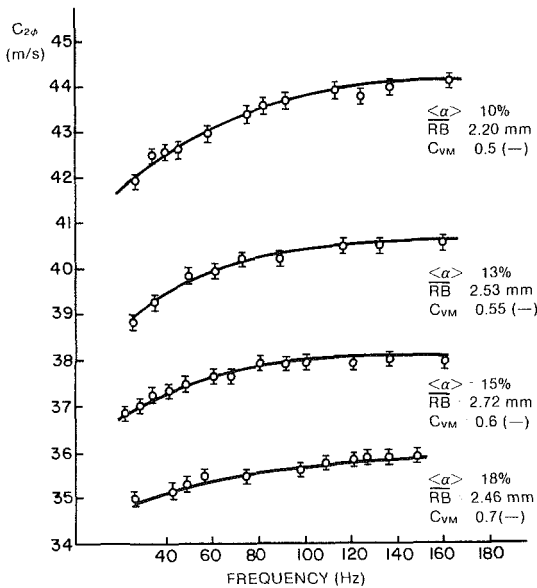 C2φ
(m/s)
45
44
43
42
41
40
39
38
37
36
35
34
<α> 10%
RB 2.20 mm
CVM 0.5 (—)
<α> 13%
RB 2.53 mm
CVM 0.55 (—)
<α> 15%
RB 2.72 mm
CVM 0.6 (—)
<α> 18%
RB 2.46 mm
CVM 0.7(—)
40 60 80 100 120 140 160 180
FREQUENCY (Hz)